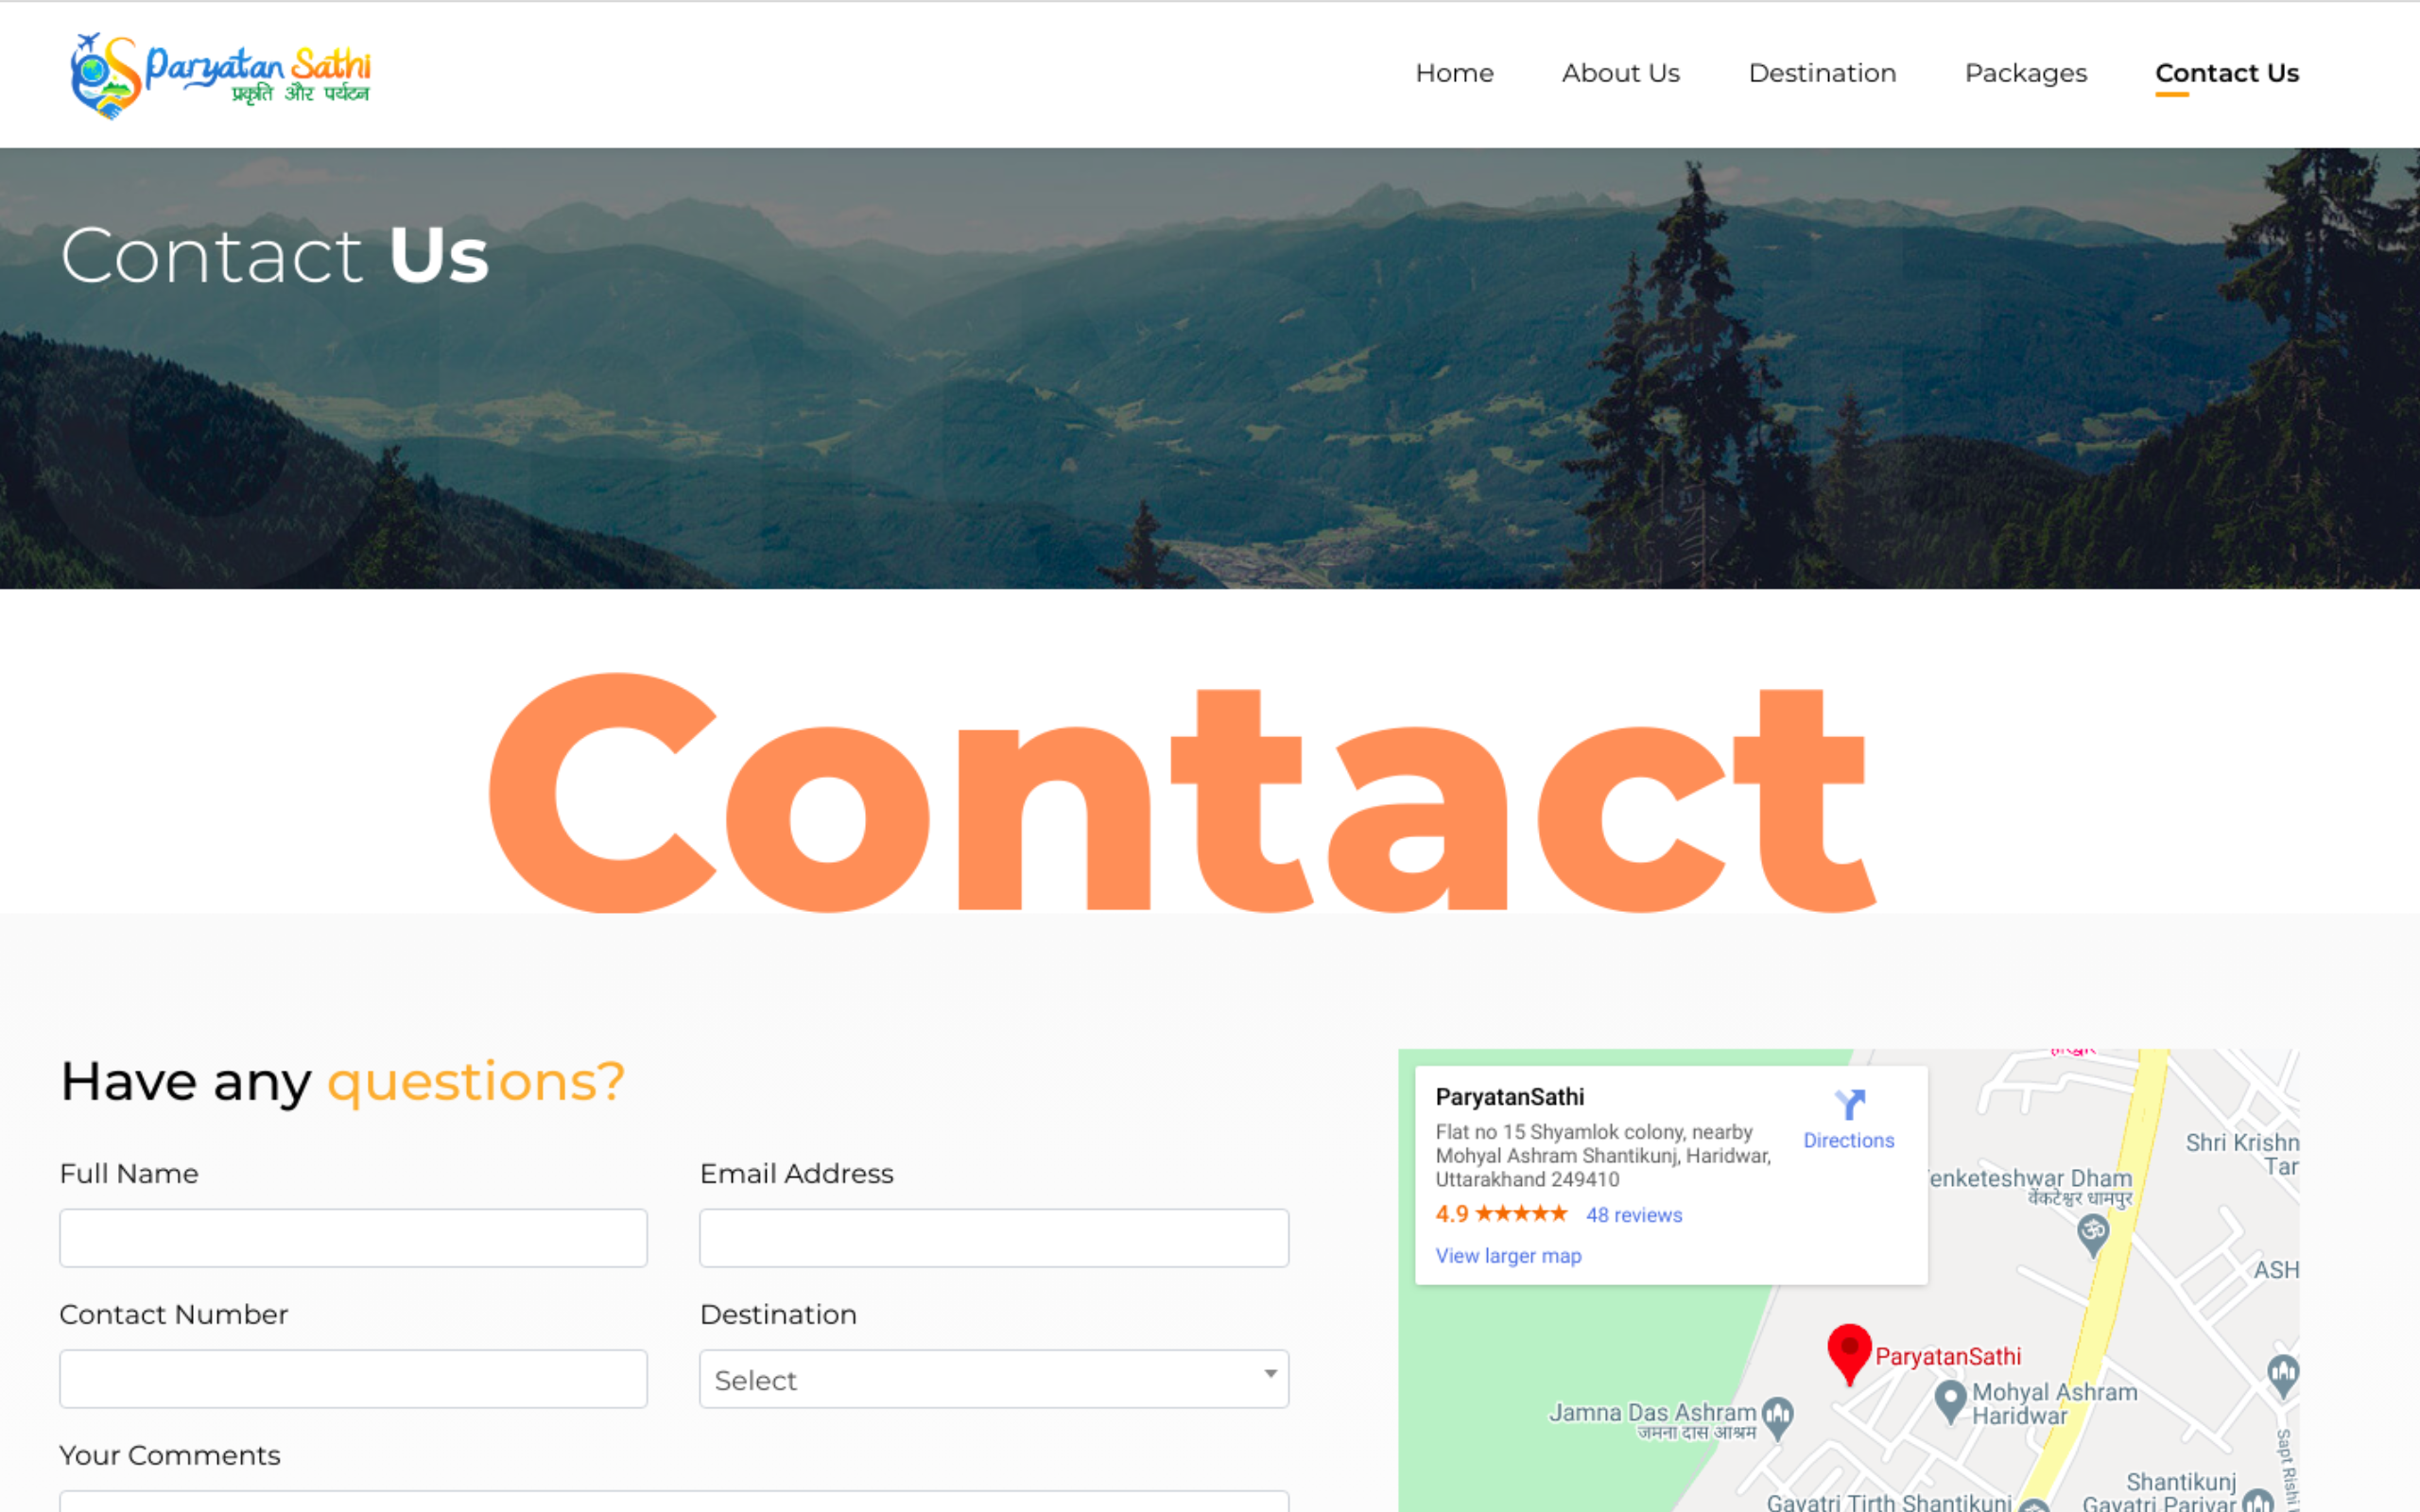 Paryatan Sathi
प्रकृति और पर्यटन
Home
About Us
Destination
Packages
Contact Us
Contact Us
Contact
Have any questions?
Full Name
Email Address
Contact Number
Destination
Select
Your Comments
ParyatanSathi
Flat no 15 Shyamlok colony, nearby
Mohyal Ashram Shantikunj, Haridwar,
Uttarakhand 249410
4.9 ★★★★★ 48 reviews
View larger map
Directions
Shri Krishn
Tar
enketeshwar Dham
वेंकटेश्वर धामपुर
ASH
ParyatanSathi
Mohyal Ashram
Haridwar
Jamna Das Ashram
जमना दास आश्रम
Sapt Rishi
Shantikunj
Gayatri Parivar
Gayatri Tirth Shantikunj